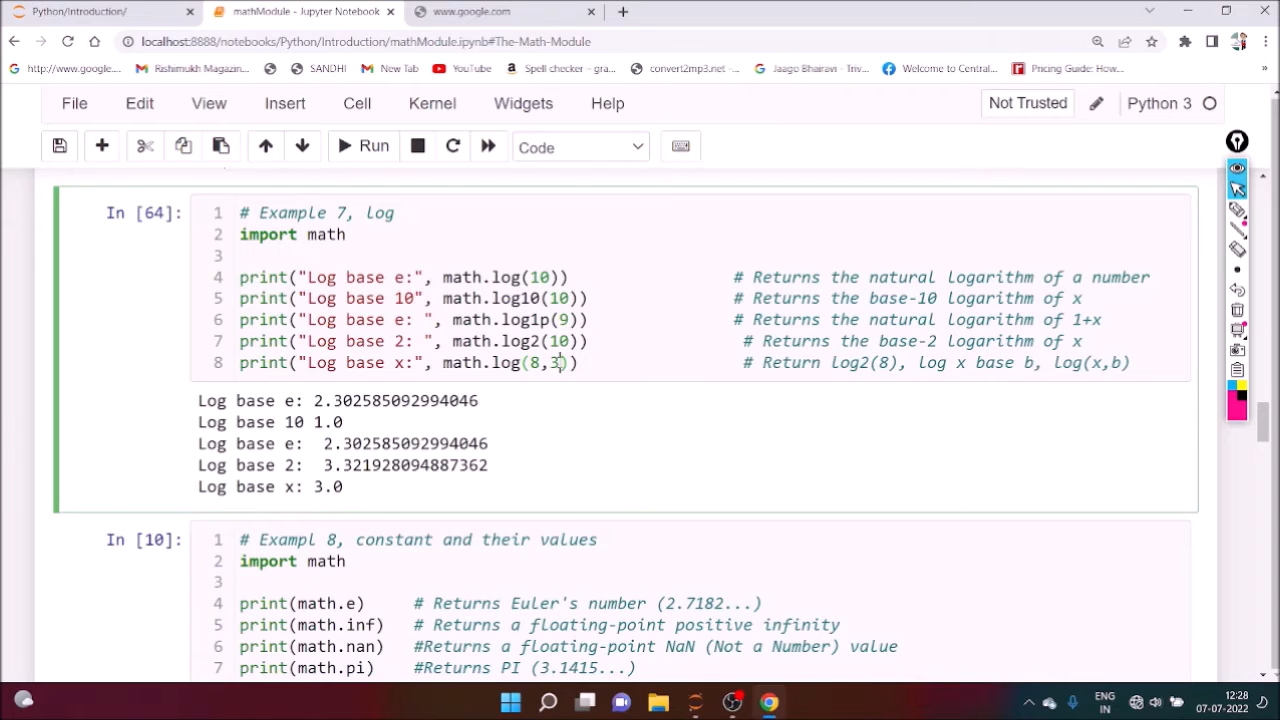 Python/Introduction/
mathModule - Jupyter Notebook
www.google.com
localhost:8888/notebooks/Python/Introduction/mathModule.ipynb#The-Math-Module
http://www.google....
Rishimukh Magazin...
SANDHI
New Tab
YouTube
Spell checker - gra...
convert2mp3.net -...
Jaago Bhairavi - Triv...
Welcome to Central...
Pricing Guide: How...
»
File Edit View Insert Cell Kernel Widgets Help
Not Trusted
Python 3
Run
Code
In [64]:
1 # Example 7, log
2 import math
3
4 print("Log base e:", math.log(10)) # Returns the natural logarithm of a number
5 print("Log base 10", math.log10(10)) # Returns the base-10 logarithm of x
6 print("Log base e: ", math.log1p(9)) # Returns the natural logarithm of 1+x
7 print("Log base 2: ", math.log2(10)) # Returns the base-2 logarithm of x
8 print("Log base x:", math.log(8,3)) # Return log2(8), log x base b, log(x,b)
Log base e: 2.302585092994046
Log base 10 1.0
Log base e:  2.302585092994046
Log base 2:  3.321928094887362
Log base x: 3.0
In [10]:
1 # Exampl 8, constant and their values
2 import math
3
4 print(math.e) # Returns Euler's number (2.7182...)
5 print(math.inf) # Returns a floating-point positive infinity
6 print(math.nan) #Returns a floating-point NaN (Not a Number) value
7 print(math.pi) #Returns PI (3.1415...)
ENG
IN
12:28
07-07-2022